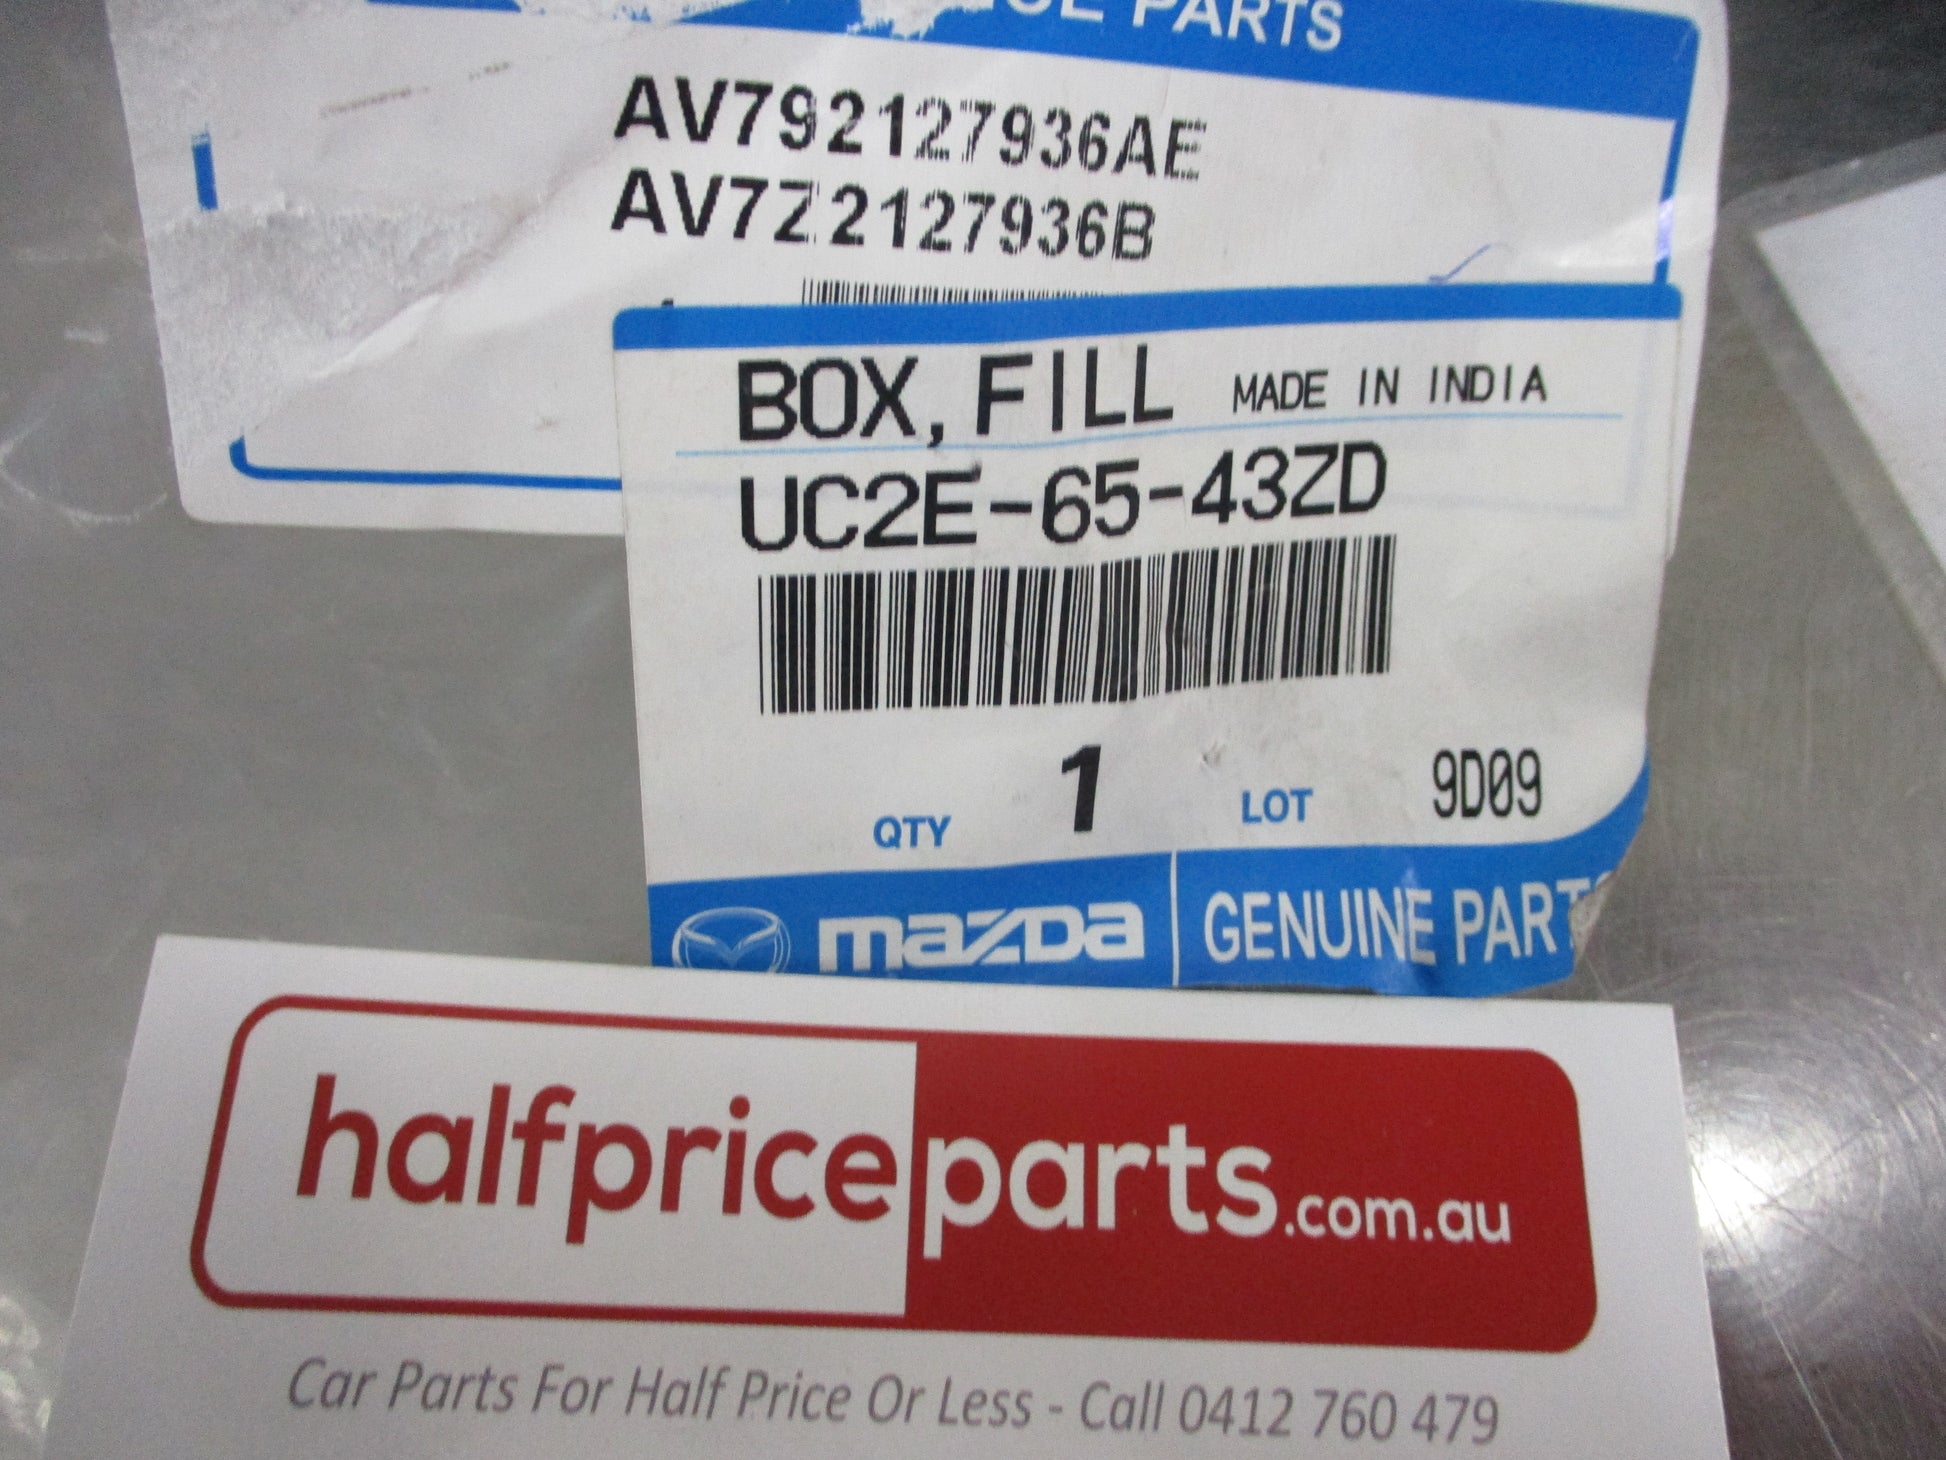 PARTS
AV792127936AE
AV7Z2127936B
BOX, FILL MADE IN INDIA
UC2E-65-43ZD
QTY 1 LOT 9D09
mazda GENUINE PARTS
halfpriceparts.com.au
Car Parts For Half Price Or Less - Call 0412 760 479